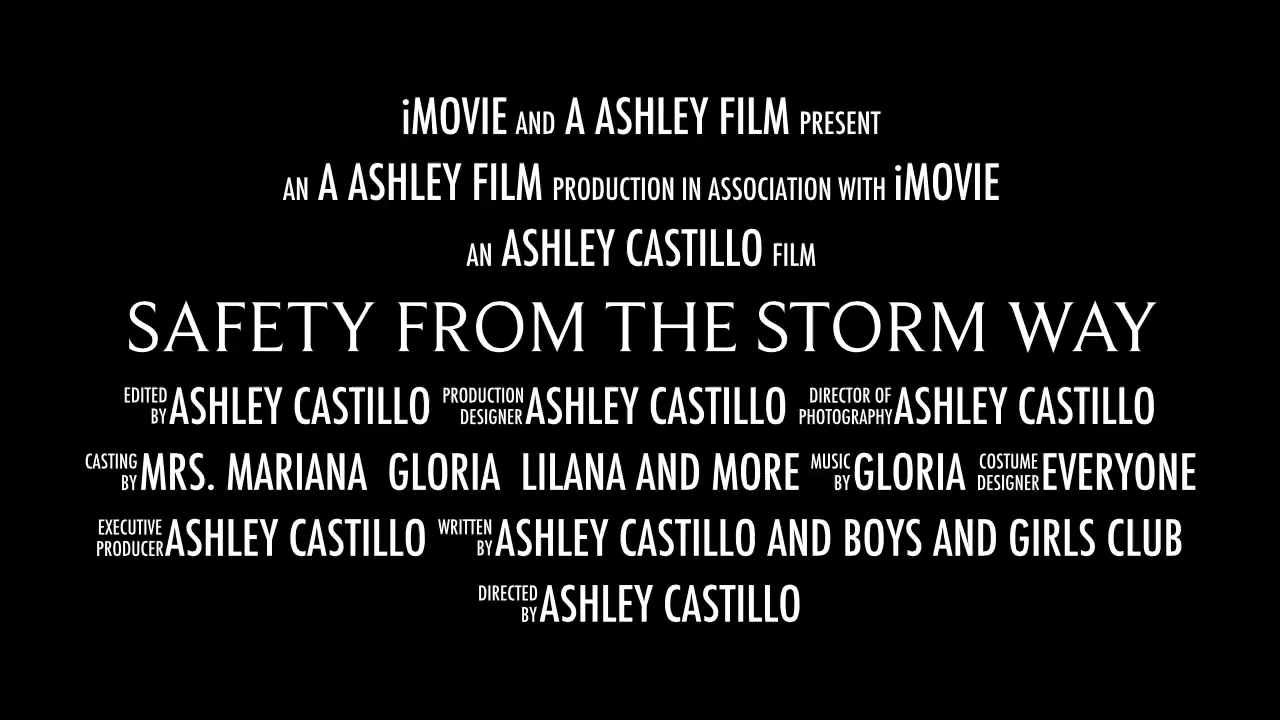 iMOVIE AND A ASHLEY FILM PRESENT
AN A ASHLEY FILM PRODUCTION IN ASSOCIATION WITH iMOVIE
AN ASHLEY CASTILLO FILM
SAFETY FROM THE STORM WAY
EDITED BY ASHLEY CASTILLO PRODUCTION DESIGNER ASHLEY CASTILLO DIRECTOR OF PHOTOGRAPHY ASHLEY CASTILLO
CASTING BY MRS. MARIANA GLORIA LILANA AND MORE MUSIC BY GLORIA COSTUME DESIGNER EVERYONE
EXECUTIVE PRODUCER ASHLEY CASTILLO WRITTEN BY ASHLEY CASTILLO AND BOYS AND GIRLS CLUB
DIRECTED BY ASHLEY CASTILLO